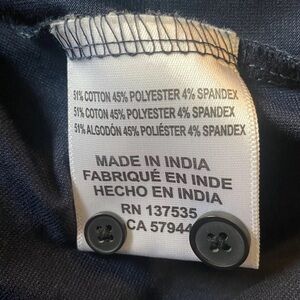 51% COTTON 45% POLYESTER 4% SPANDEX
51% COTON 45% POLYESTER 4% SPANDEX
51% ALGODÓN 45% POLIÉSTER 4% SPANDEX
MADE IN INDIA
FABRIQUÉ EN INDE
HECHO EN INDIA
RN 137535
CA 57944